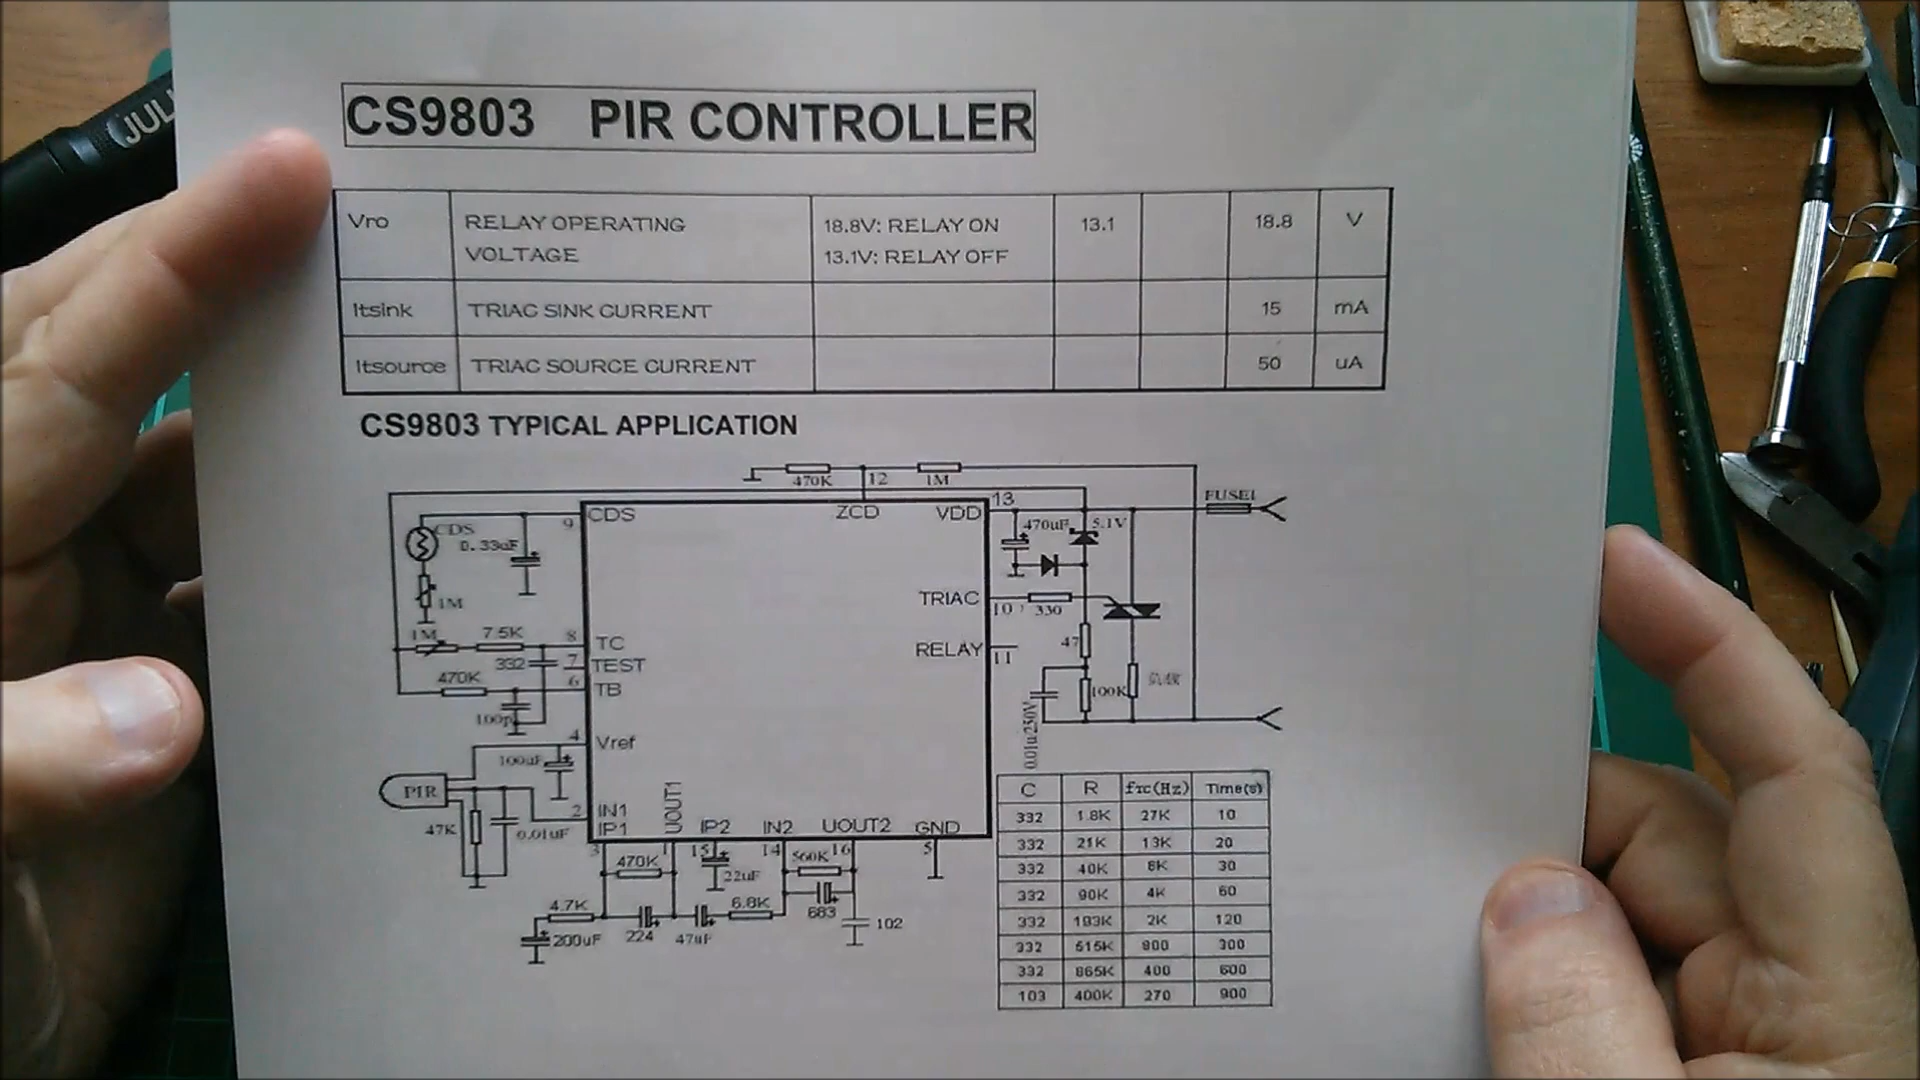 JUL
CS9803 PIR CONTROLLER
Vro RELAY OPERATING VOLTAGE 18.8V: RELAY ON 13.1V: RELAY OFF 13.1 18.8 V
Itsink TRIAC SINK CURRENT 15 mA
Itsource TRIAC SOURCE CURRENT 50 uA
CS9803 TYPICAL APPLICATION
470K 12 1M
13 FUSE1
9 CDS ZCD VDD 470uF 5.1V
CDS 0.33uF
1M
TRIAC 10 330
1M 7.5K 8 TC
47
332 7 TEST RELAY 11
470K 6 TB
100K 负载
100p
0.01u/250V
4 Vref
100uF
PIR
2 IN1
47K 0.01uF
IP1 UOUT1 IP2 IN2 UOUT2 GND
3 470K 1 15 14 560K 16 5
22uF
4.7K 6.8K 683
200uF 224 47uF 102
C R frc(Hz) Time(s)
332 1.8K 27K 10
332 21K 13K 20
332 40K 8K 30
332 90K 4K 60
332 193K 2K 120
332 515K 800 300
332 865K 400 600
103 400K 270 900